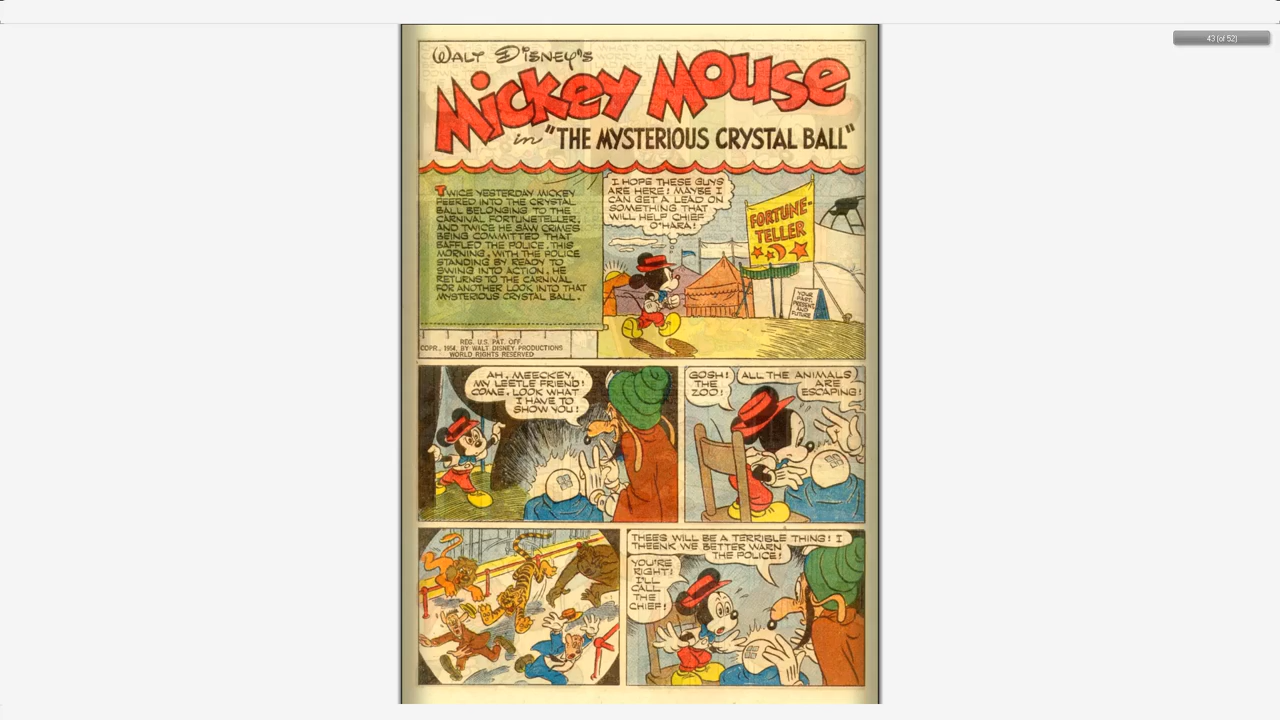 43 (of 52)
WALT DISNEY'S
MICKEY MOUSE
in "THE MYSTERIOUS CRYSTAL BALL"
TWICE YESTERDAY MICKEY
PEERED INTO THE CRYSTAL
BALL BELONGING TO THE
CARNIVAL FORTUNETELLER,
AND TWICE HE SAW CRIMES
BEING COMMITTED THAT
BAFFLED THE POLICE. THIS
MORNING, WITH THE POLICE
STANDING BY READY TO
SWING INTO ACTION, HE
RETURNS TO THE CARNIVAL
FOR ANOTHER LOOK INTO THAT
MYSTERIOUS CRYSTAL BALL.
REG. U.S. PAT. OFF.
COPR., 1954, BY WALT DISNEY PRODUCTIONS
WORLD RIGHTS RESERVED
I HOPE THESE GUYS
ARE HERE! MAYBE I
CAN GET A LEAD ON
SOMETHING THAT
WILL HELP CHIEF
O'HARA!
FORTUNE-
TELLER
YOUR
PAST,
PRESENT,
AND
FUTURE
AH, MEECKEY,
MY LEETLE FRIEND!
COME, LOOK WHAT
I HAVE TO
SHOW YOU!
GOSH!
THE
ZOO!
ALL THE ANIMALS
ARE
ESCAPING!
THEES WILL BE A TERRIBLE THING! I
THEENK WE BETTER WARN
THE POLICE!
YOU'RE
RIGHT!
I'LL
CALL
THE
CHIEF!